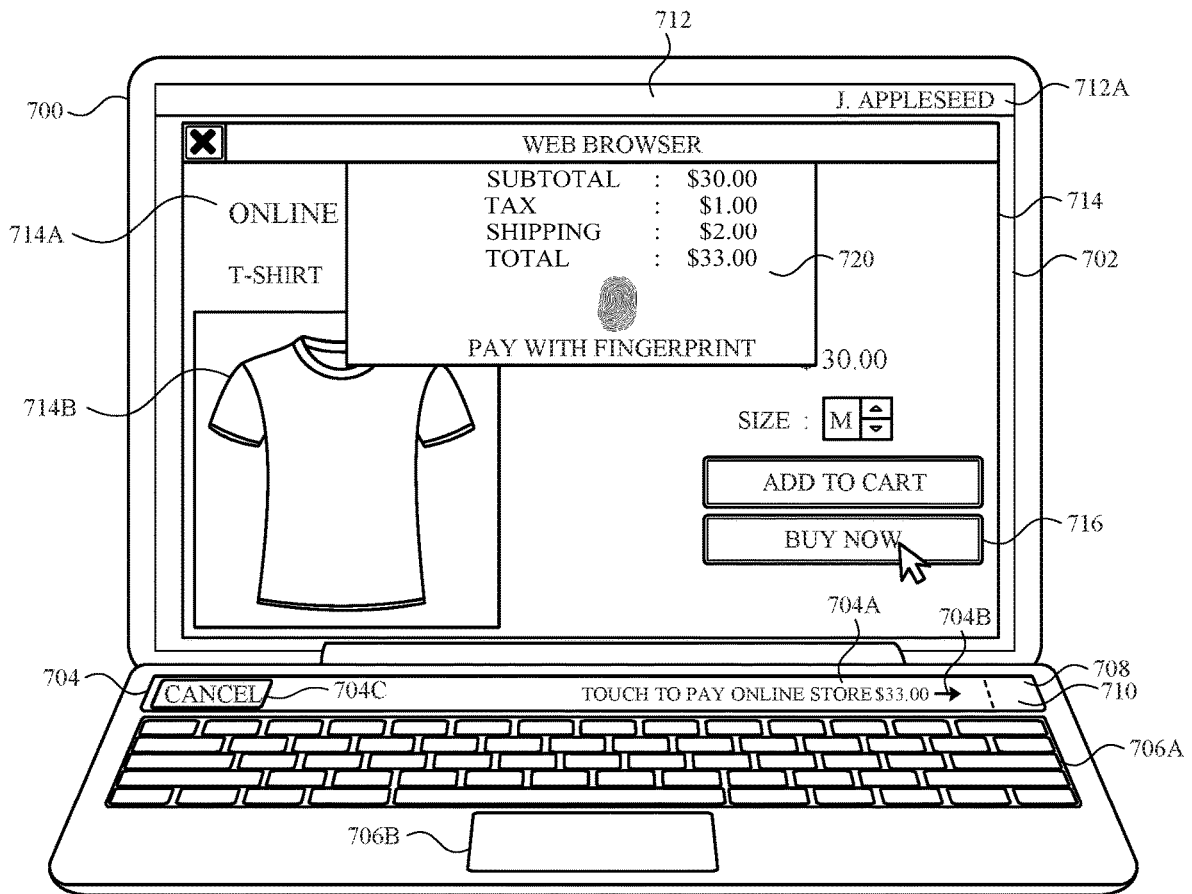 712
J. APPLESEED
712A
700
WEB BROWSER
SUBTOTAL : $30.00
TAX : $1.00
SHIPPING : $2.00
TOTAL : $33.00
PAY WITH FINGERPRINT
720
714
702
714A
ONLINE
T-SHIRT
714B
30.00
SIZE : M
ADD TO CART
BUY NOW
716
704A
704B
704
CANCEL
704C
TOUCH TO PAY ONLINE STORE $33.00
708
710
706A
706B